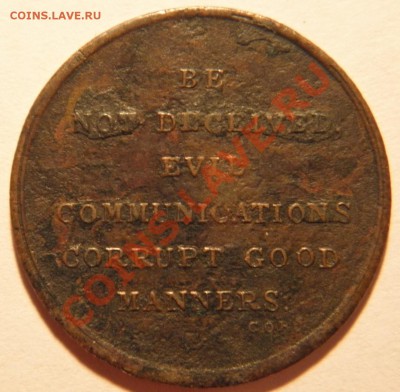 COINS.LAVE.RU
BE
NOT DECEIVED.
EVIL
COMMUNICATIONS
CORRUPT GOOD
MANNERS.
COINS.LAVE.RU